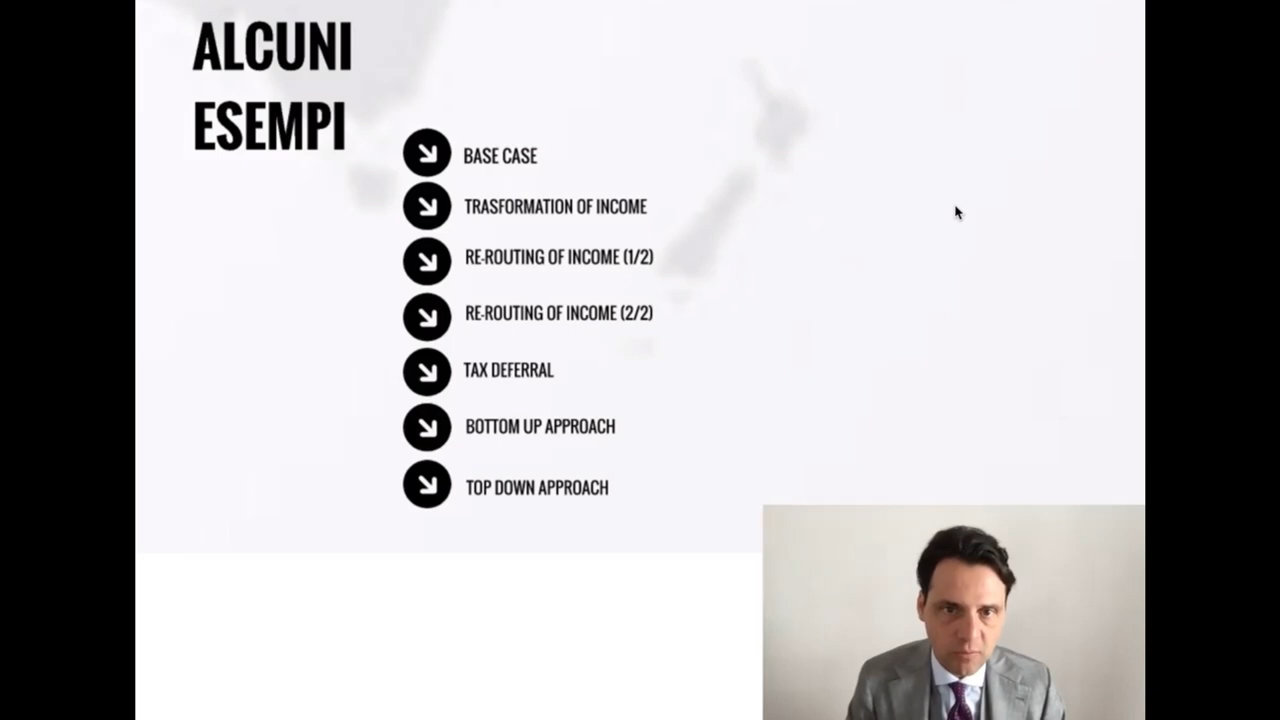 ALCUNI
ESEMPI
BASE CASE
TRASFORMATION OF INCOME
RE-ROUTING OF INCOME (1/2)
RE-ROUTING OF INCOME (2/2)
TAX DEFERRAL
BOTTOM UP APPROACH
TOP DOWN APPROACH